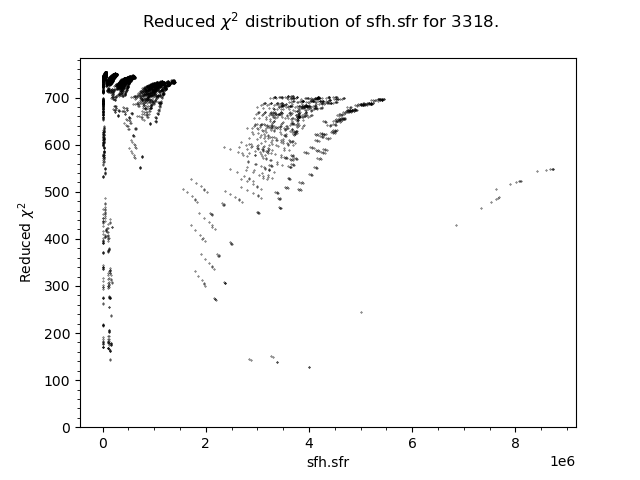 Reduced χ² distribution of sfh.sfr for 3318.
700
600
500
400
300
200
100
0
Reduced χ²
0 2 4 6 8
sfh.sfr
1e6